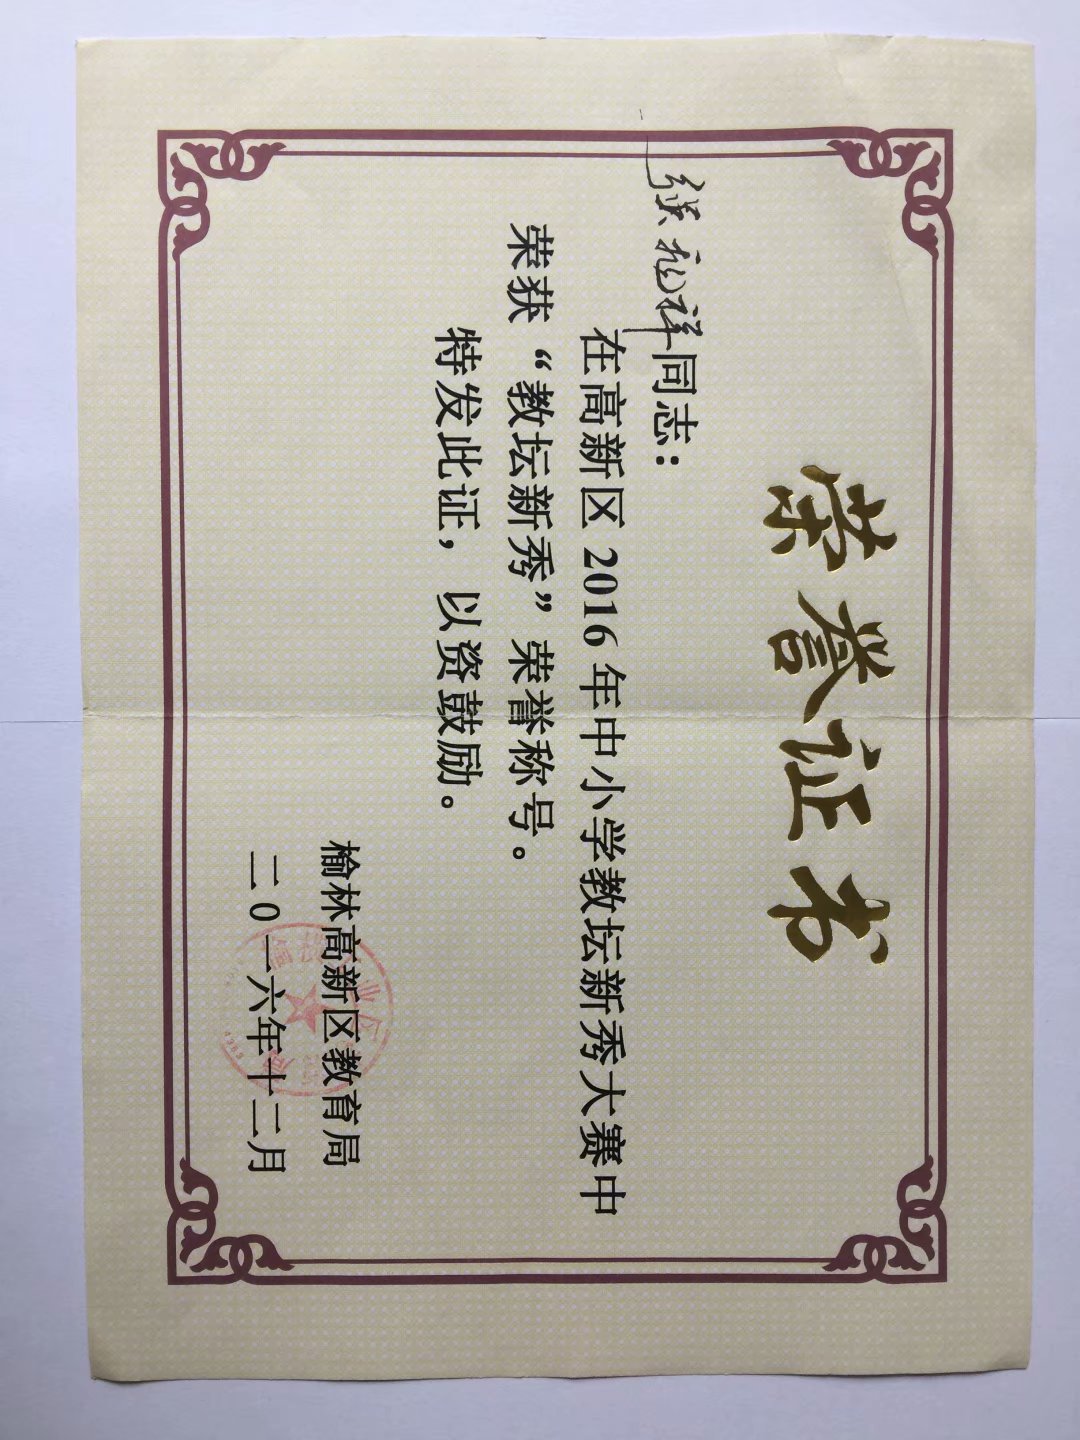 荣誉证书
同志：
在高新区2016年中小学教坛新秀大赛中
荣获“教坛新秀”荣誉称号。
特发此证，以资鼓励。
榆林高新区教育局
二0一六年十二月